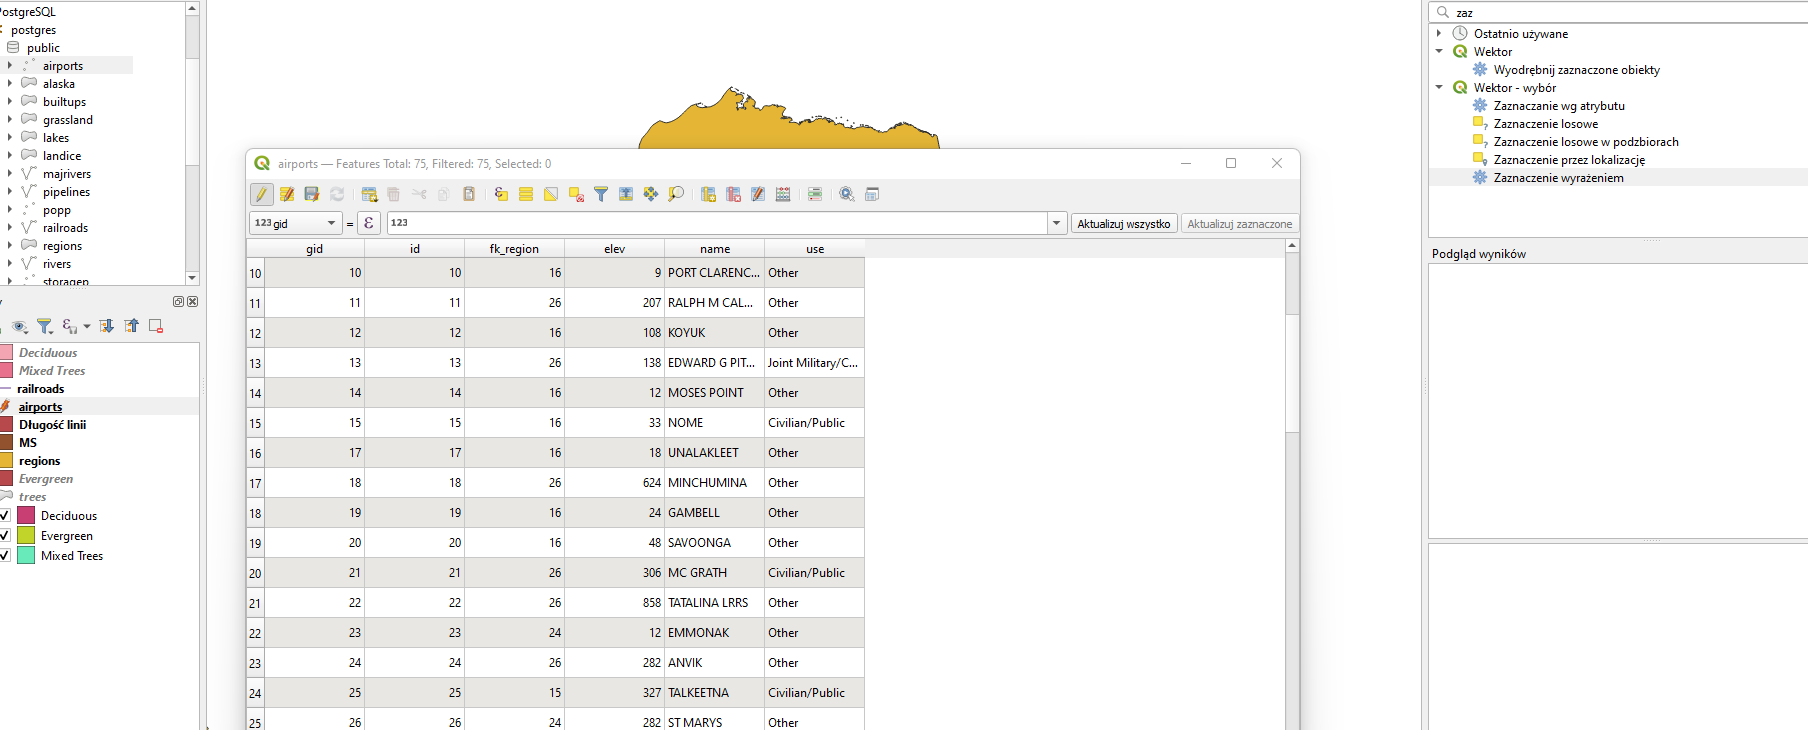 PostgreSQL
postgres
public
airports
alaska
builtups
grassland
lakes
landice
majrivers
pipelines
popp
railroads
regions
rivers
storagep
Deciduous
Mixed Trees
railroads
airports
Długość linii
MS
regions
Evergreen
trees
Deciduous
Evergreen
Mixed Trees
airports — Features Total: 75, Filtered: 75, Selected: 0
123 gid = ε 123 Aktualizuj wszystko Aktualizuj zaznaczone
gid id fk_region elev name use
10 10 10 16 9 PORT CLARENC... Other
11 11 11 26 207 RALPH M CAL... Other
12 12 12 16 108 KOYUK Other
13 13 13 26 138 EDWARD G PIT... Joint Military/C...
14 14 14 16 12 MOSES POINT Other
15 15 15 16 33 NOME Civilian/Public
16 17 17 16 18 UNALAKLEET Other
17 18 18 26 624 MINCHUMINA Other
18 19 19 16 24 GAMBELL Other
19 20 20 16 48 SAVOONGA Other
20 21 21 26 306 MC GRATH Civilian/Public
21 22 22 26 858 TATALINA LRRS Other
22 23 23 24 12 EMMONAK Other
23 24 24 26 282 ANVIK Other
24 25 25 15 327 TALKEETNA Civilian/Public
25 26 26 24 282 ST MARYS Other
zaz
Ostatnio używane
Wektor
Wyodrębnij zaznaczone obiekty
Wektor - wybór
Zaznaczanie wg atrybutu
Zaznaczenie losowe
Zaznaczenie losowe w podzbiorach
Zaznaczenie przez lokalizację
Zaznaczenie wyrażeniem
Podgląd wyników